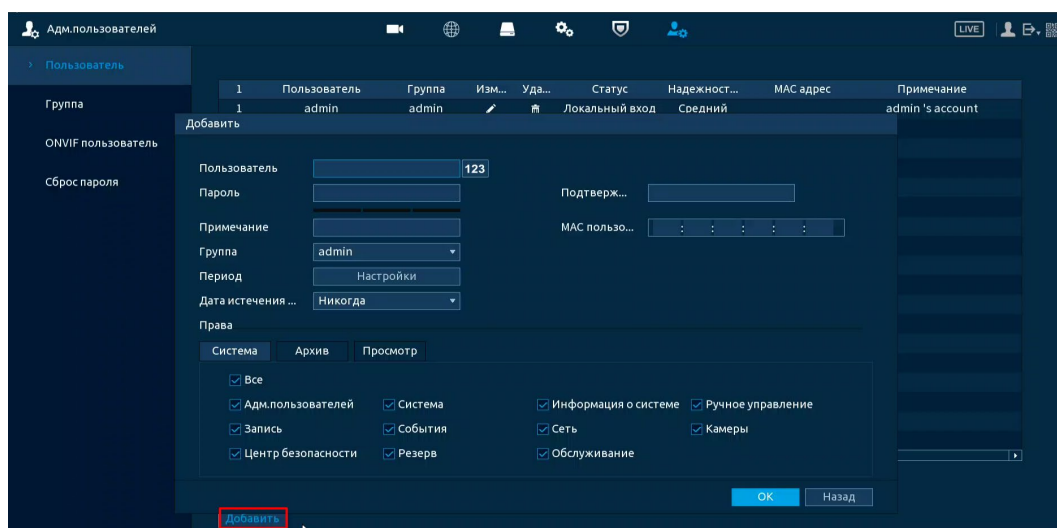 Адм.пользователей
LIVE
Пользователь
Группа
ONVIF пользователь
Сброс пароля
1 Пользователь Группа Изм... Уда... Статус Надежност... MAC адрес Примечание
1 admin admin Локальный вход Средний admin 's account
Добавить
Пользователь 123
Пароль Подтверж...
Примечание MAC пользо... : : : : :
Группа admin
Период Настройки
Дата истечения ... Никогда
Права
Система Архив Просмотр
Все
Адм.пользователей Система Информация о системе Ручное управление
Запись События Сеть Камеры
Центр безопасности Резерв Обслуживание
OK Назад
Добавить